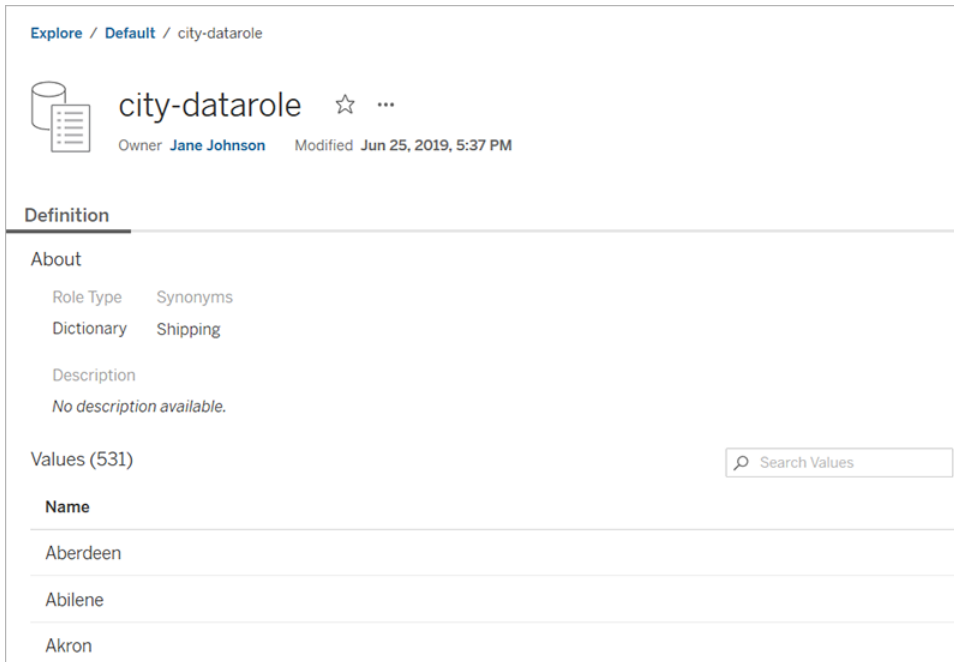 Explore / Default / city-datarole
city-datarole
Owner Jane Johnson Modified Jun 25, 2019, 5:37 PM
Definition
About
Role Type Synonyms
Dictionary Shipping
Description
No description available.
Values (531) Search Values
Name
Aberdeen
Abilene
Akron